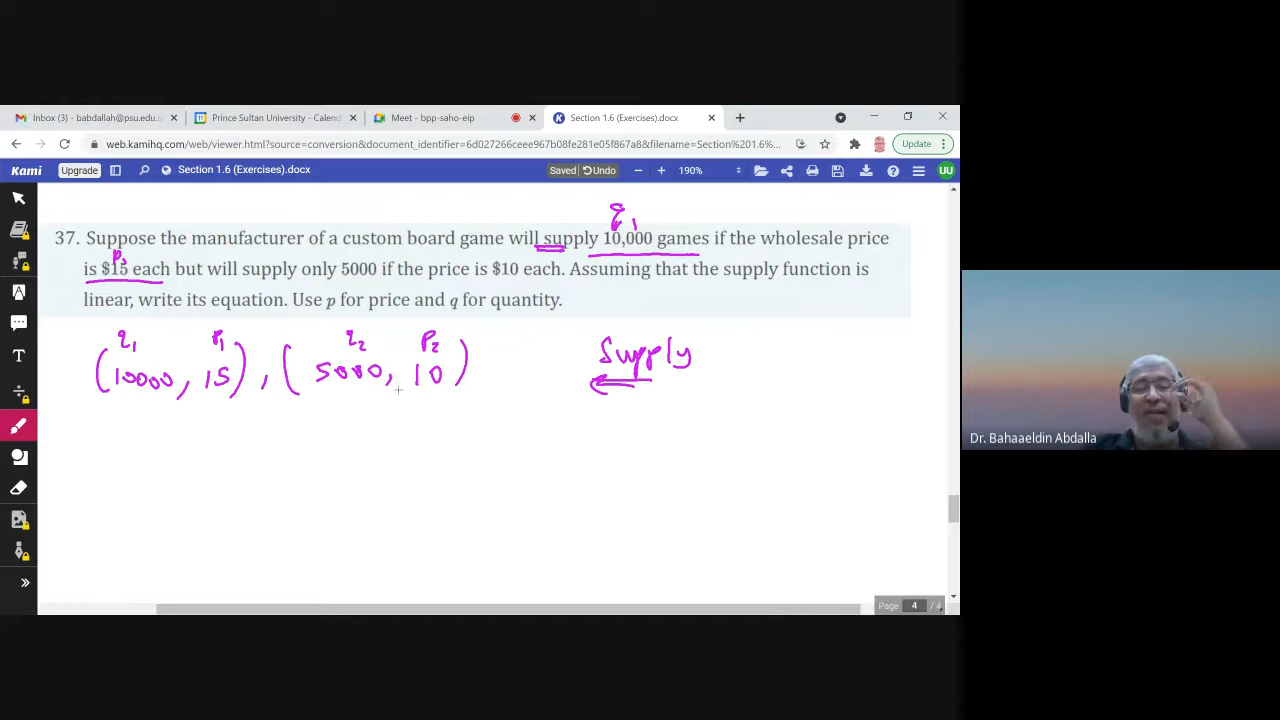 Inbox (3) - babdallah@psu.edu.s
Prince Sultan University - Calend
Meet - bpp-saho-eip
Section 1.6 (Exercises).docx
web.kamihq.com/web/viewer.html?source=conversion&document_identifier=6d027266ceee967b08fe281e05f867a8&filename=Section%201.6%...
Update
Kami
Upgrade
Section 1.6 (Exercises).docx
Saved
Undo
190%
UU
q1
37. Suppose the manufacturer of a custom board game will supply 10,000 games if the wholesale price
is $15 each but will supply only 5000 if the price is $10 each. Assuming that the supply function is
linear, write its equation. Use p for price and q for quantity.
q1 p1 q2 p2
(10000, 15), (5000, 10)
Supply
T
Dr. Bahaaeldin Abdalla
Page 4 / 4